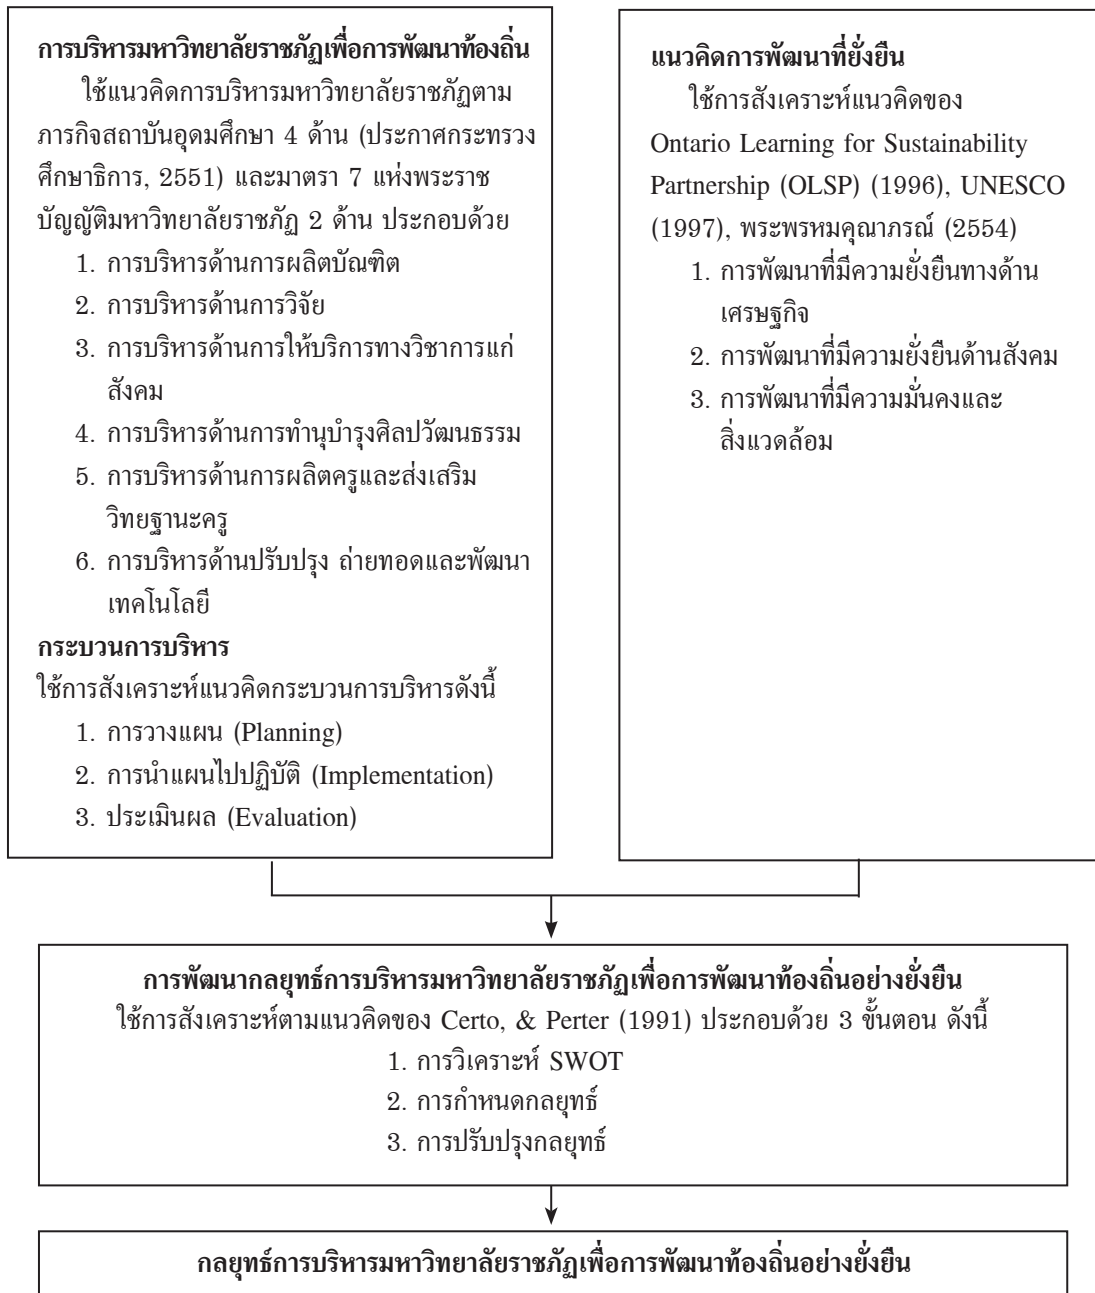 การบริหารมหาวิทยาลัยราชภัฏเพื่อการพัฒนาท้องถิ่น
ใช้แนวคิดการบริหารมหาวิทยาลัยราชภัฏตาม
ภารกิจสถาบันอุดมศึกษา 4 ด้าน (ประกาศกระทรวง
ศึกษาธิการ, 2551) และมาตรา 7 แห่งพระราช
บัญญัติมหาวิทยาลัยราชภัฏ 2 ด้าน ประกอบด้วย
1. การบริหารด้านการผลิตบัณฑิต
2. การบริหารด้านการวิจัย
3. การบริหารด้านการให้บริการทางวิชาการแก่
สังคม
4. การบริหารด้านการทำนุบำรุงศิลปวัฒนธรรม
5. การบริหารด้านการผลิตครูและส่งเสริม
วิทยฐานะครู
6. การบริหารด้านปรับปรุง ถ่ายทอดและพัฒนา
เทคโนโลยี
กระบวนการบริหาร
ใช้การสังเคราะห์แนวคิดกระบวนการบริหารดังนี้
1. การวางแผน (Planning)
2. การนำแผนไปปฏิบัติ (Implementation)
3. ประเมินผล (Evaluation)
แนวคิดการพัฒนาที่ยั่งยืน
ใช้การสังเคราะห์แนวคิดของ
Ontario Learning for Sustainability
Partnership (OLSP) (1996), UNESCO
(1997), พระพรหมคุณาภรณ์ (2554)
1. การพัฒนาที่มีความยั่งยืนทางด้าน
เศรษฐกิจ
2. การพัฒนาที่มีความยั่งยืนด้านสังคม
3. การพัฒนาที่มีความมั่นคงและ
สิ่งแวดล้อม
การพัฒนากลยุทธ์การบริหารมหาวิทยาลัยราชภัฏเพื่อการพัฒนาท้องถิ่นอย่างยั่งยืน
ใช้การสังเคราะห์ตามแนวคิดของ Certo, & Perter (1991) ประกอบด้วย 3 ขั้นตอน ดังนี้
1. การวิเคราะห์ SWOT
2. การกำหนดกลยุทธ์
3. การปรับปรุงกลยุทธ์
กลยุทธ์การบริหารมหาวิทยาลัยราชภัฏเพื่อการพัฒนาท้องถิ่นอย่างยั่งยืน